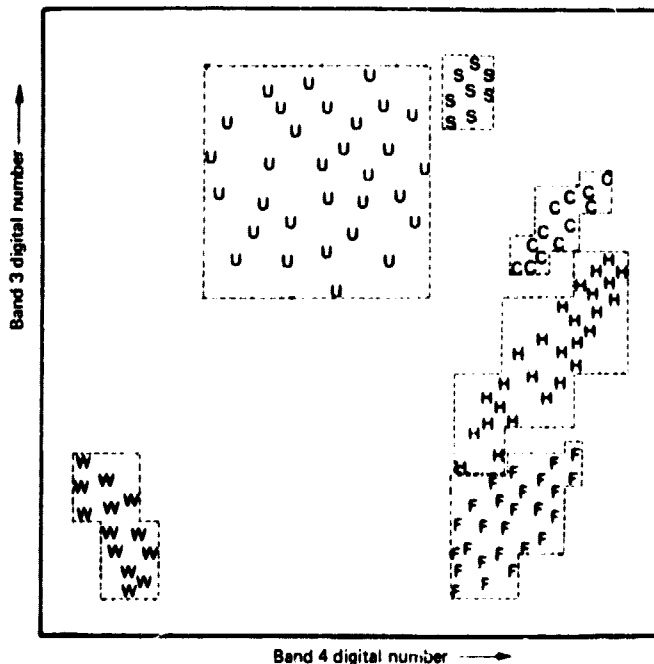 Band 3 digital number
U
U U
U U U U
U U U
U U
U U U U U
U U U U U
U U
U U
U
U U U
U
S
S S
S S
S
S S
C
C C
C C
C
C C C
C
C C
H
H H
H H
H H
H H H
H H
H H H
H H
H H H
H H
H H
H H
F
F F
F F F
F F F
F F F
F F F
F F F F
F F F
F F
W
W W
W W
W
W W
W W
W W
W
Band 4 digital number